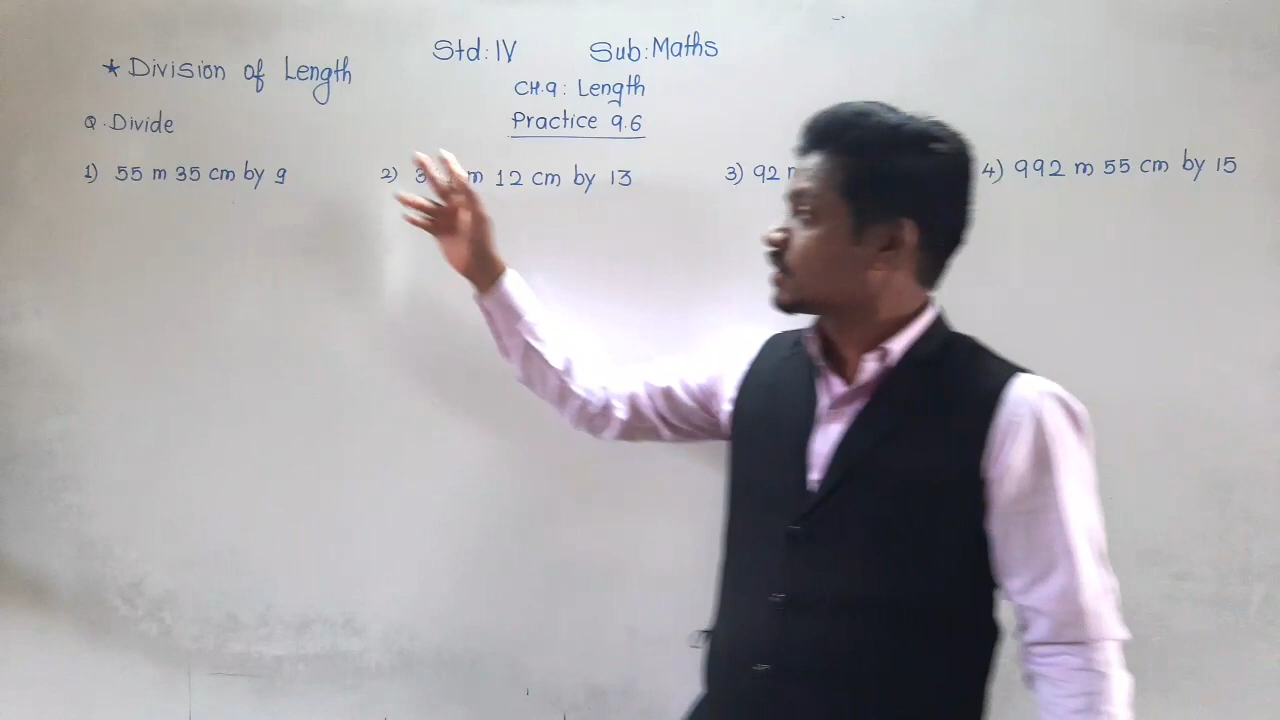 Std: IV Sub: Maths
* Division of Length
CH.9: Length
Q. Divide
Practice 9.6
1) 55 m 35 cm by 9 2) m 12 cm by 13 3) 92 4) 992 m 55 cm by 15